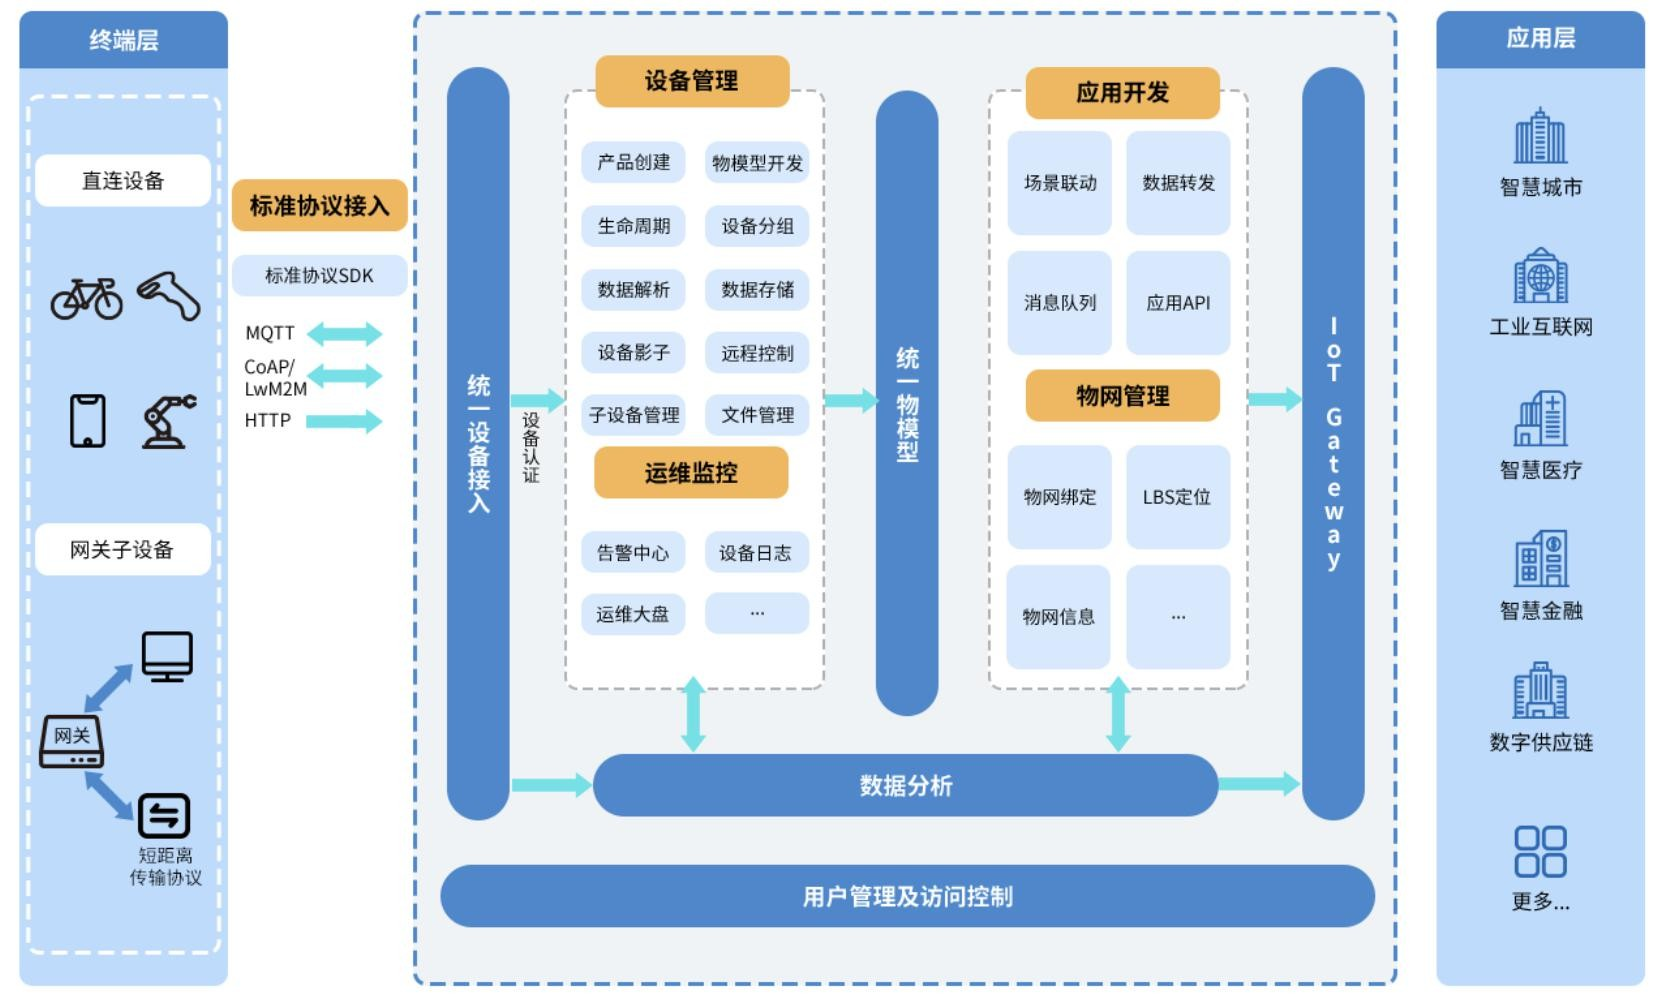 终端层
直连设备
网关子设备
网关
短距离
传输协议
标准协议接入
标准协议SDK
MQTT
CoAP/
LwM2M
HTTP
统一设备接入
设备认证
设备管理
产品创建
物模型开发
生命周期
设备分组
数据解析
数据存储
设备影子
远程控制
子设备管理
文件管理
运维监控
告警中心
设备日志
运维大盘
...
统一物模型
应用开发
场景联动
数据转发
消息队列
应用API
物网管理
物网绑定
LBS定位
物网信息
...
IoT Gateway
数据分析
用户管理及访问控制
应用层
智慧城市
工业互联网
智慧医疗
智慧金融
数字供应链
更多...